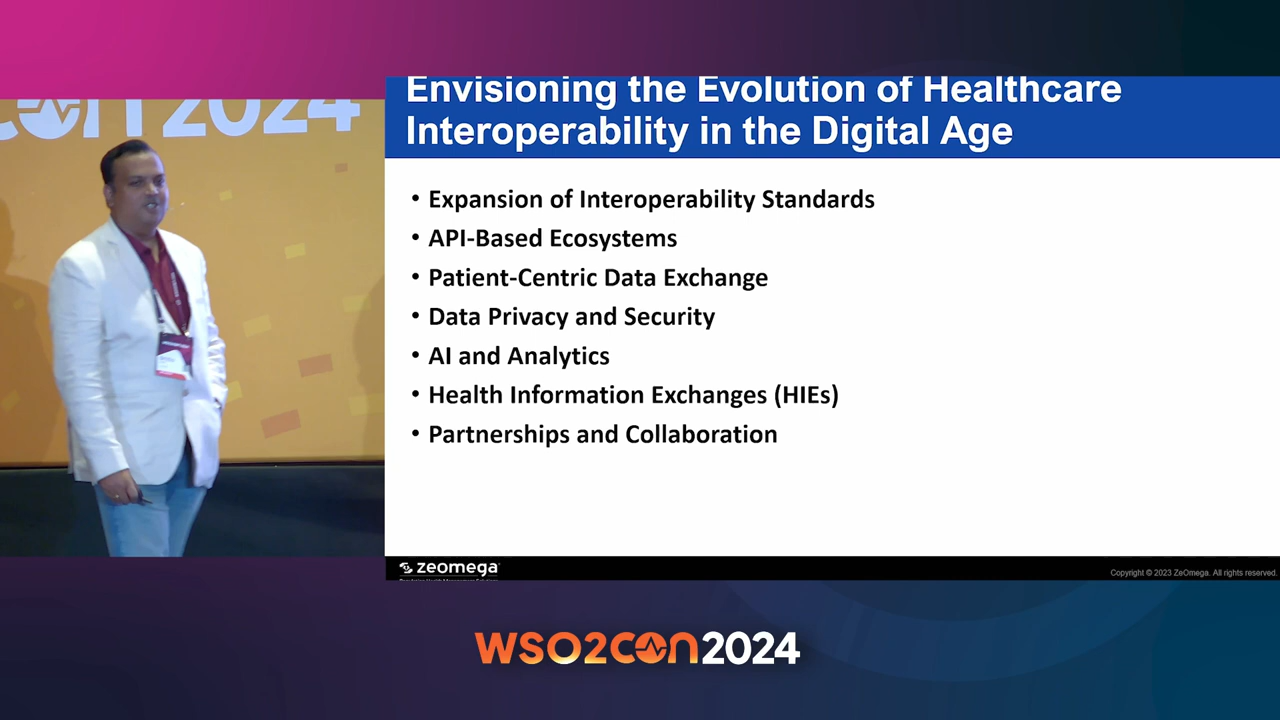 2024
Envisioning the Evolution of Healthcare
Interoperability in the Digital Age
• Expansion of Interoperability Standards
• API-Based Ecosystems
• Patient-Centric Data Exchange
• Data Privacy and Security
• AI and Analytics
• Health Information Exchanges (HIEs)
• Partnerships and Collaboration
zeomega
Copyright © 2023 ZeOmega. All rights reserved.
WSO2CON2024